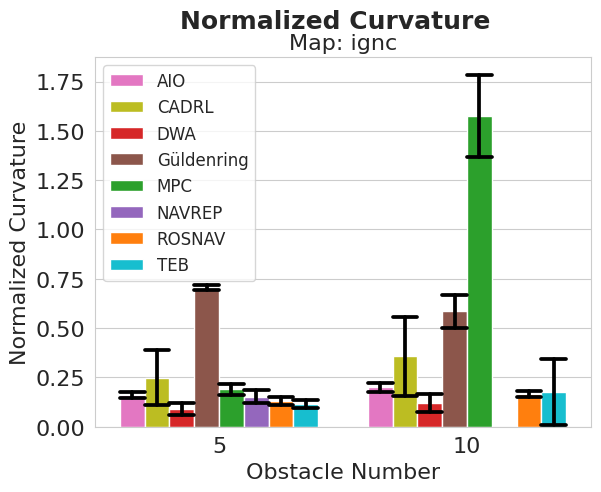 Normalized Curvature
Map: ignc
Normalized Curvature
1.75
1.50
1.25
1.00
0.75
0.50
0.25
0.00
AIO
CADRL
DWA
Güldenring
MPC
NAVREP
ROSNAV
TEB
5
10
Obstacle Number